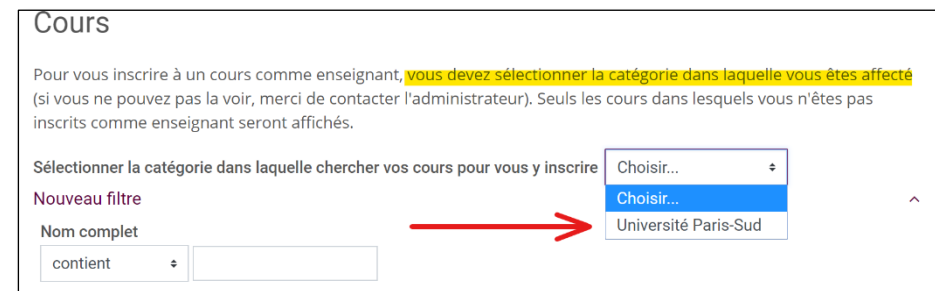 Cours
Pour vous inscrire à un cours comme enseignant, vous devez sélectionner la catégorie dans laquelle vous êtes affecté
(si vous ne pouvez pas la voir, merci de contacter l'administrateur). Seuls les cours dans lesquels vous n'êtes pas
inscrits comme enseignant seront affichés.
Sélectionner la catégorie dans laquelle chercher vos cours pour vous y inscrire Choisir...
Nouveau filtre Choisir...
Université Paris-Sud
Nom complet
contient